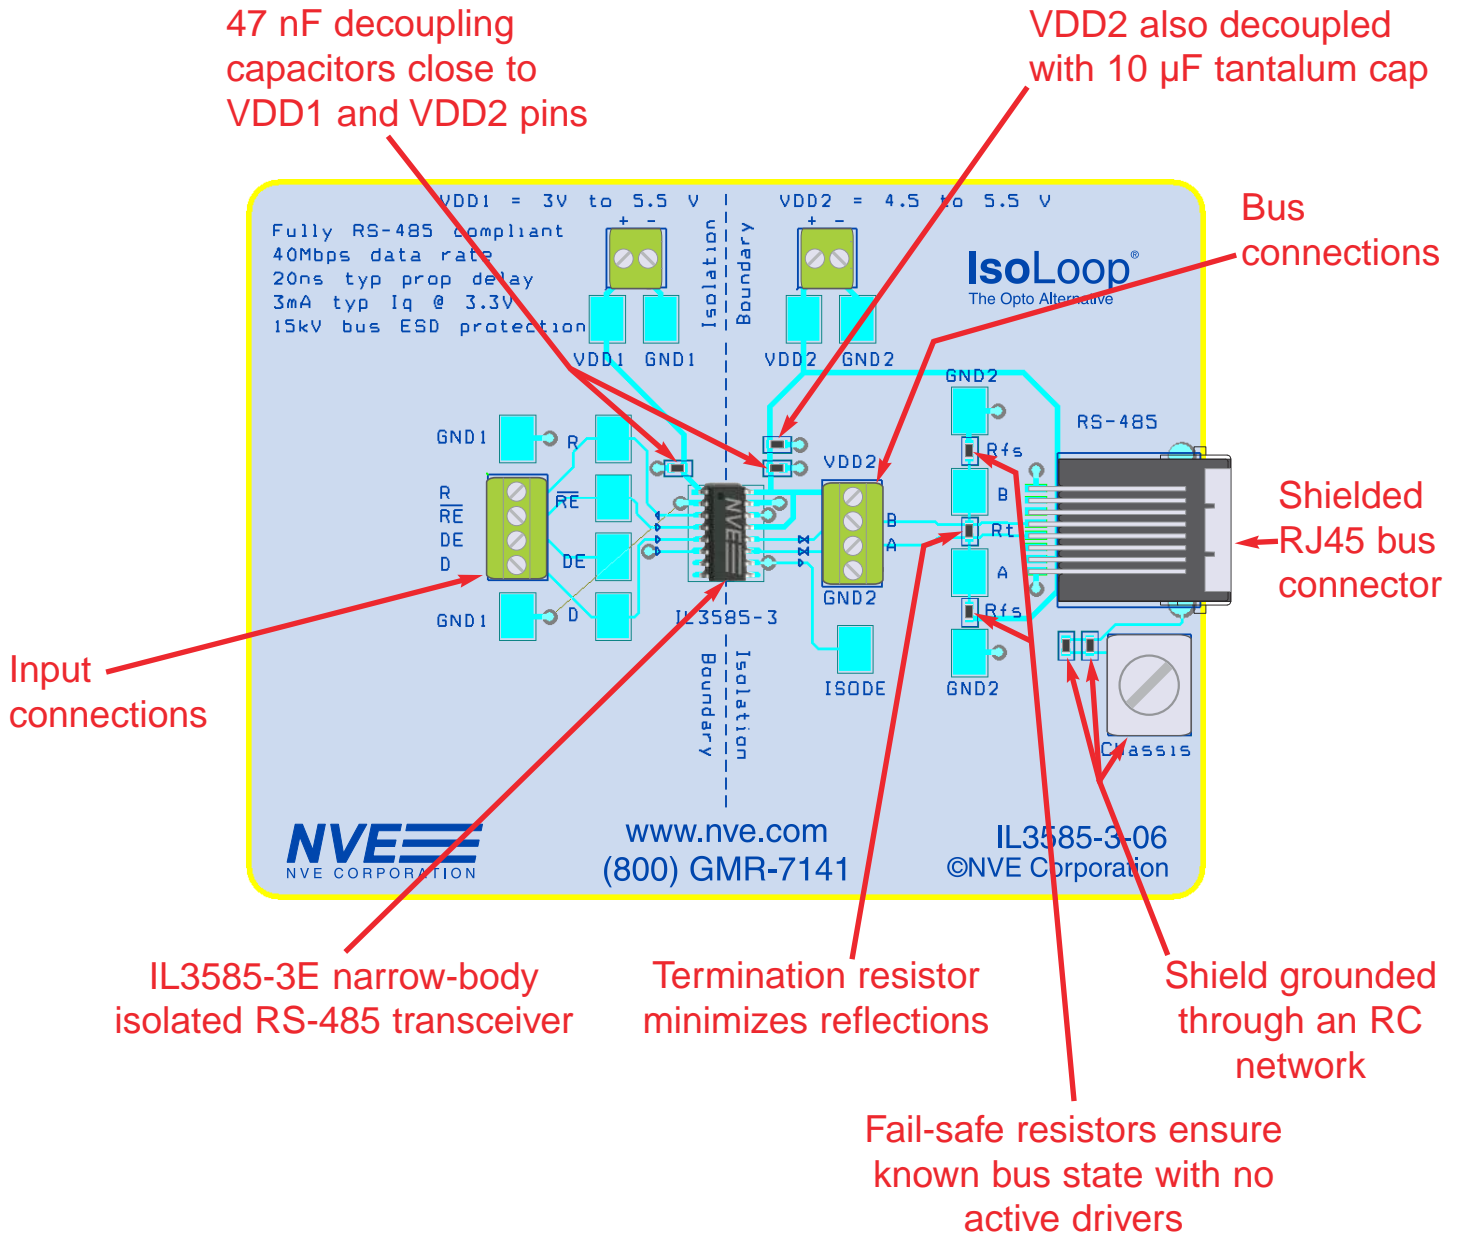 47 nF decoupling
capacitors close to
VDD1 and VDD2 pins
VDD2 also decoupled
with 10 µF tantalum cap
Bus
connections
VDD1 = 3V to 5.5 V
VDD2 = 4.5 to 5.5 V
Fully RS-485 compliant
40Mbps data rate
20ns typ prop delay
3mA typ Iq @ 3.3V
15kV bus ESD protection
+ -
+ -
Isolation
Boundary
IsoLoop®
The Opto Alternative
VDD1
GND1
VDD2
GND2
GND2
RS-485
GND1
R
Rfs
VDD2
R
R̅E̅
DE
D
R̅E̅
DE
D
GND1
B
A
GND2
B
Rt
A
Rfs
GND2
IL3585-3
ISODE
Isolation
Boundary
Chassis
Shielded
RJ45 bus
connector
Input
connections
NVE
NVE
NVE CORPORATION
www.nve.com
(800) GMR-7141
IL3585-3-06
©NVE Corporation
IL3585-3E narrow-body
isolated RS-485 transceiver
Termination resistor
minimizes reflections
Shield grounded
through an RC
network
Fail-safe resistors ensure
known bus state with no
active drivers